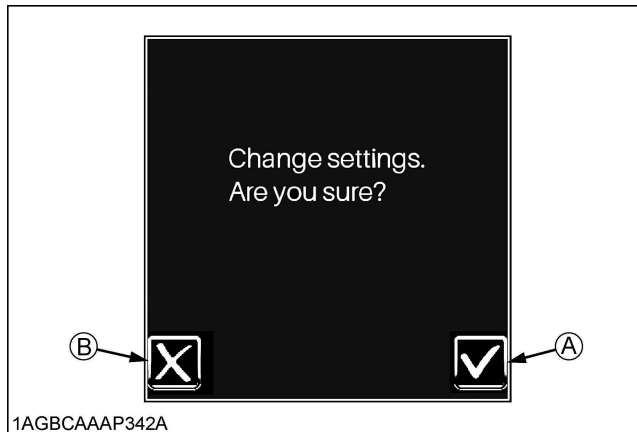 Change settings.
Are you sure?
B
A
1AGBCAAAP342A